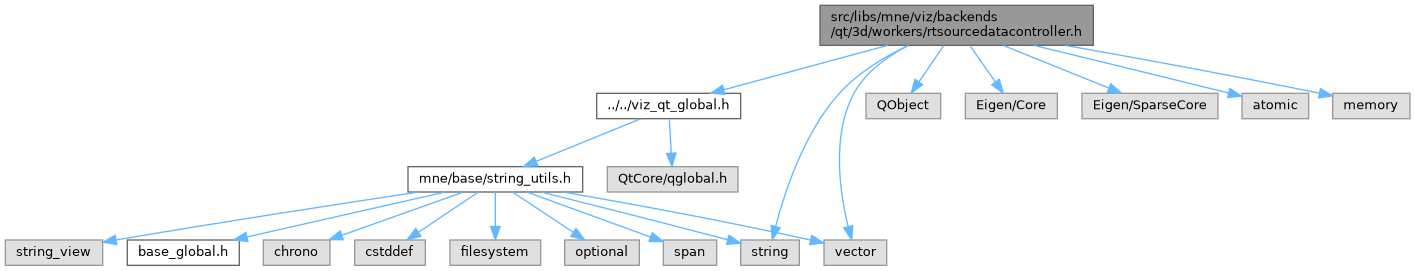 src/libs/mne/viz/backends
/qt/3d/workers/rtsourcedatacontroller.h
../../viz_qt_global.h
QObject
Eigen/Core
Eigen/SparseCore
atomic
memory
mne/base/string_utils.h
QtCore/qglobal.h
string_view
base_global.h
chrono
cstddef
filesystem
optional
span
string
vector